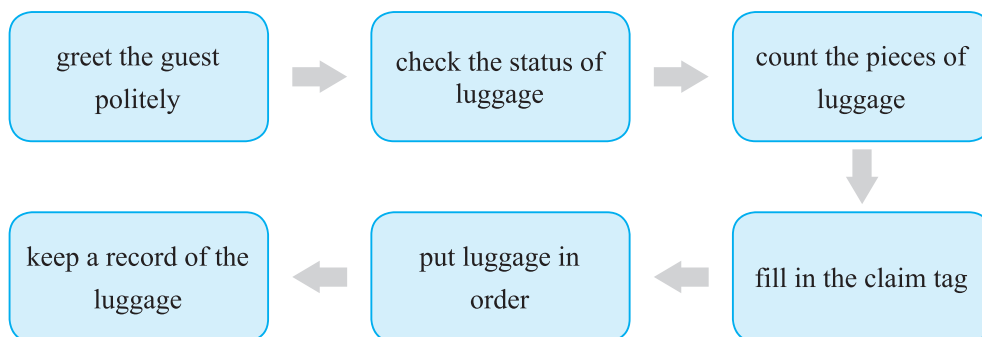 greet the guest
politely
check the status of
luggage
count the pieces of
luggage
fill in the claim tag
put luggage in
order
keep a record of the
luggage